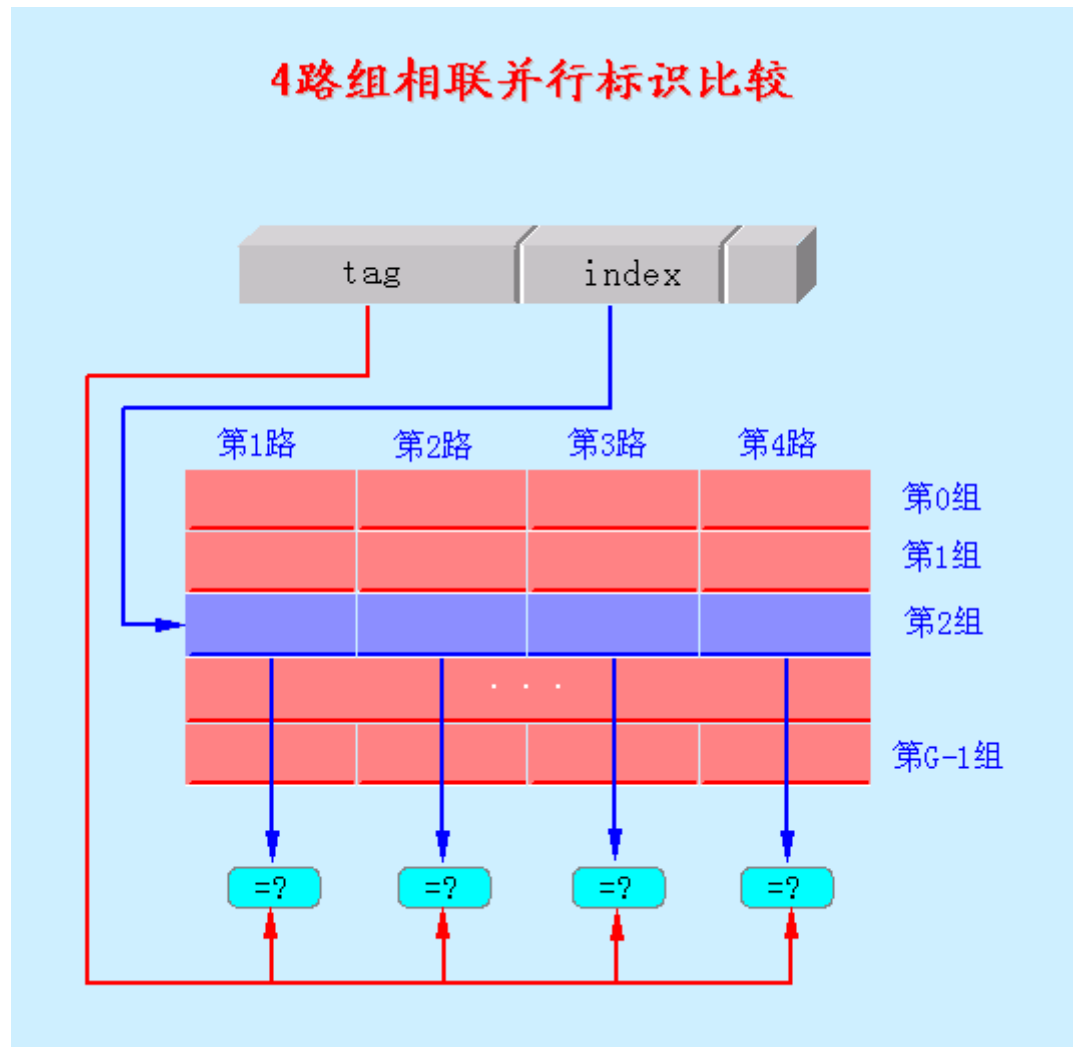 4路组相联并行标识比较
tag index
第1路 第2路 第3路 第4路
第0组
第1组
第2组
. . .
第G-1组
=? =? =? =?